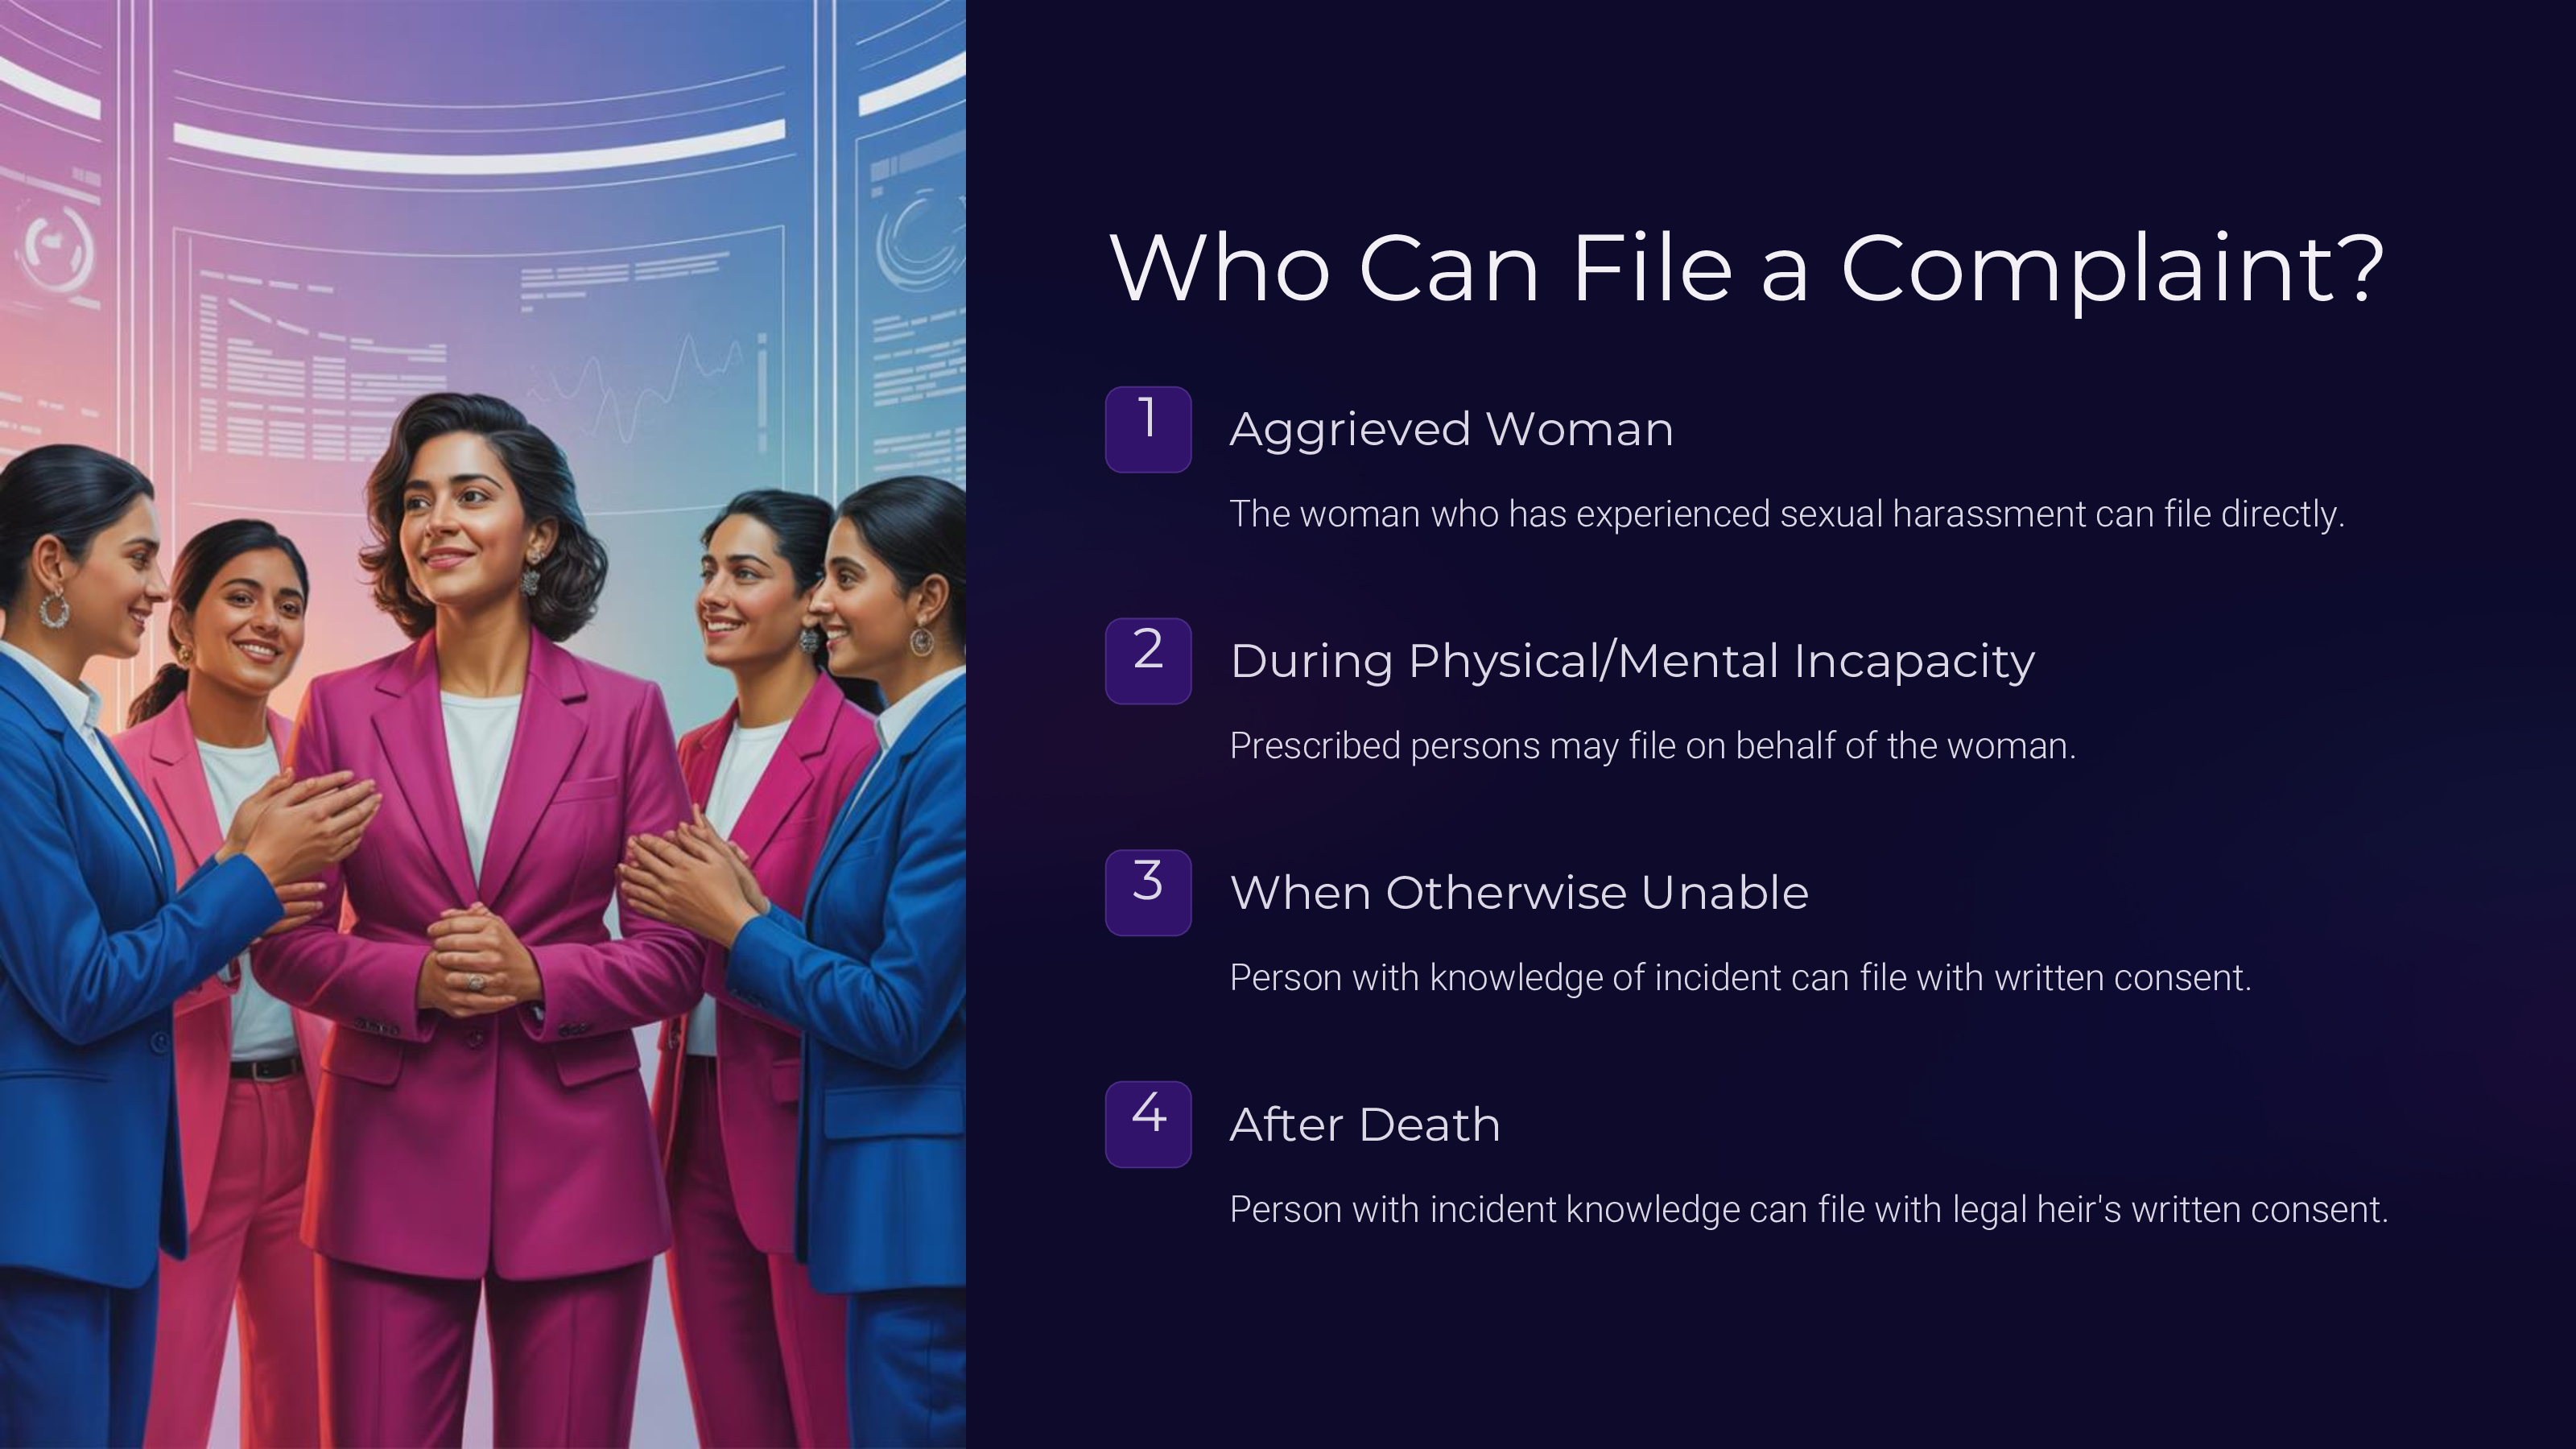 Who Can File a Complaint?
1
Aggrieved Woman
The woman who has experienced sexual harassment can file directly.
2
During Physical/Mental Incapacity
Prescribed persons may file on behalf of the woman.
3
When Otherwise Unable
Person with knowledge of incident can file with written consent.
4
After Death
Person with incident knowledge can file with legal heir's written consent.